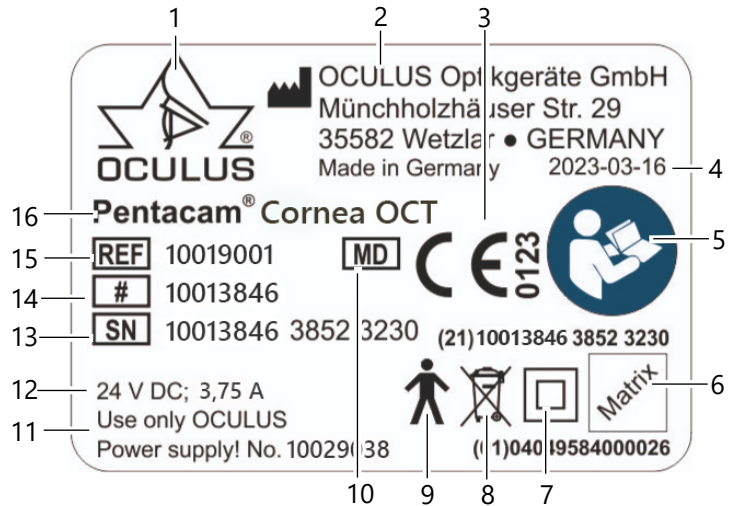 1
2
3
OCULUS Optikgeräte GmbH
Münchholzhäuser Str. 29
35582 Wetzlar ● GERMANY
Made in Germany 2023-03-16
4
®
OCULUS
16
Pentacam® Cornea OCT
15
REF 10019001
MD
CE 0123
5
14
# 10013846
13
SN 10013846 3852 3230
(21)10013846 3852 3230
12
24 V DC; 3,75 A
Matrix
6
11
Use only OCULUS
Power supply! No. 10029038
(01)04049584000026
10
9
8
7